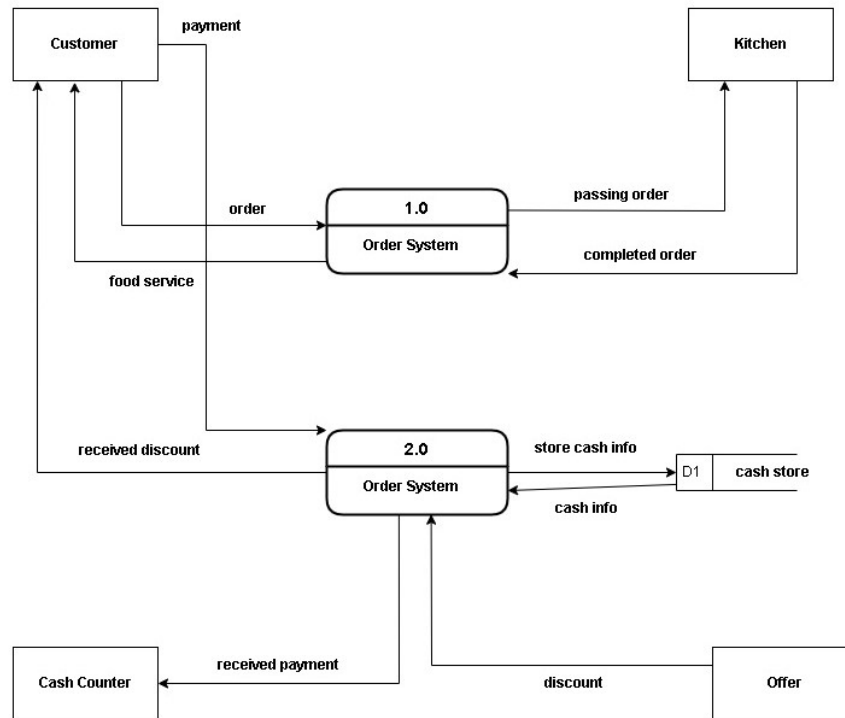 payment
Customer
Kitchen
1.0
order
passing order
Order System
completed order
food service
2.0
received discount
store cash info
D1
cash store
Order System
cash info
received payment
Cash Counter
discount
Offer